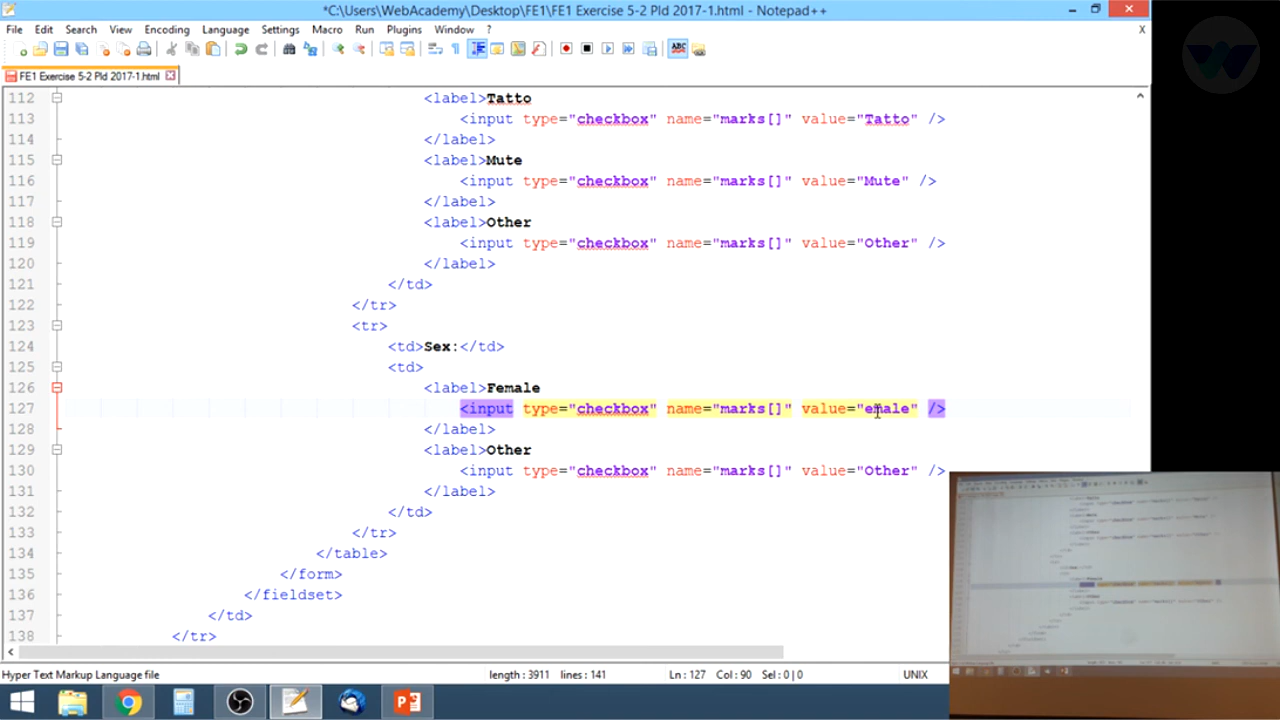 *C:\Users\WebAcademy\Desktop\FE1\FE1 Exercise 5-2 Pld 2017-1.html - Notepad++
File Edit Search View Encoding Language Settings Macro Run Plugins Window ? X
FE1 Exercise 5-2 Pld 2017-1.html
112 <label>Tatto
113 <input type="checkbox" name="marks[]" value="Tatto" />
114 </label>
115 <label>Mute
116 <input type="checkbox" name="marks[]" value="Mute" />
117 </label>
118 <label>Other
119 <input type="checkbox" name="marks[]" value="Other" />
120 </label>
121 </td>
122 </tr>
123 <tr>
124 <td>Sex:</td>
125 <td>
126 <label>Female
127 <input type="checkbox" name="marks[]" value="emale" />
128 </label>
129 <label>Other
130 <input type="checkbox" name="marks[]" value="Other" />
131 </label>
132 </td>
133 </tr>
134 </table>
135 </form>
136 </fieldset>
137 </td>
138 </tr>
Hyper Text Markup Language file length : 3911 lines : 141 Ln : 127 Col : 90 Sel : 0 | 0 UNIX